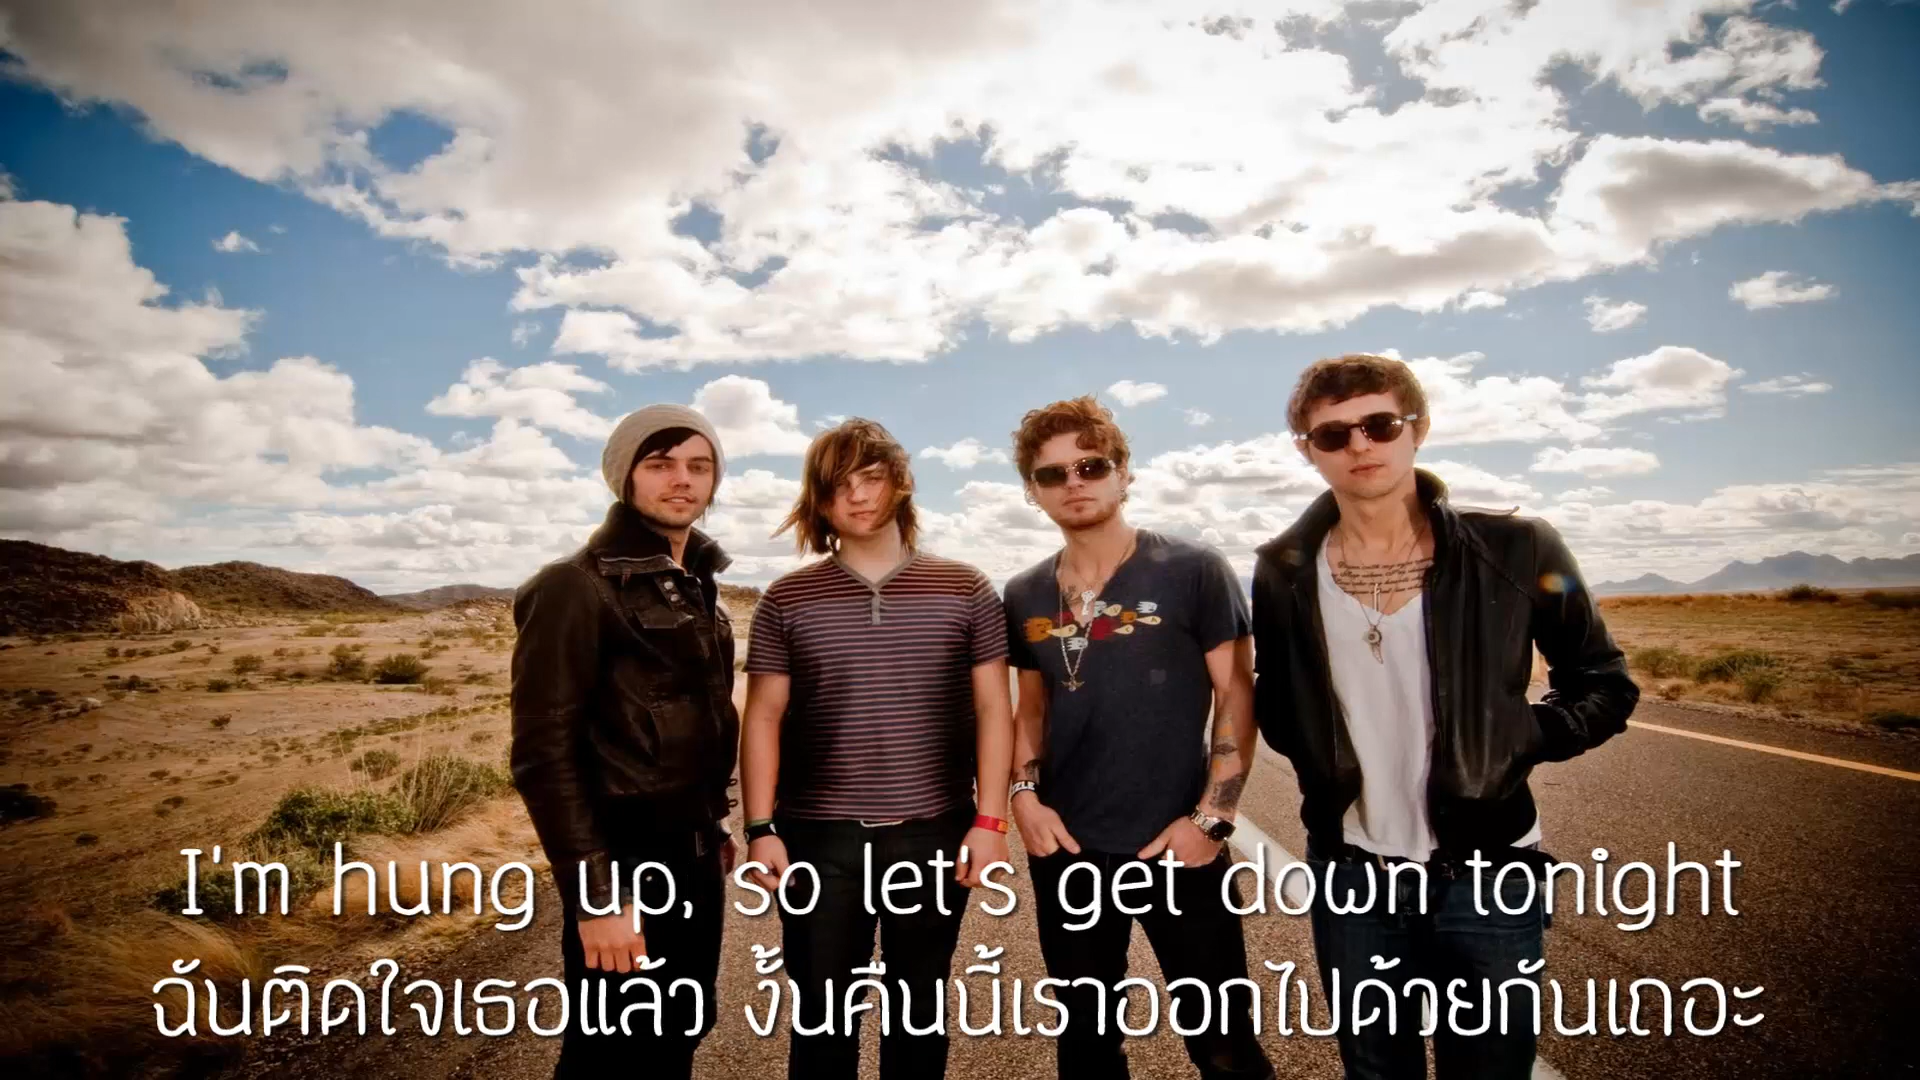 I'm hung up, so let's get down tonight
ฉันติดใจเธอแล้ว งั้นคืนนี้เราออกไปด้วยกันเถอะ